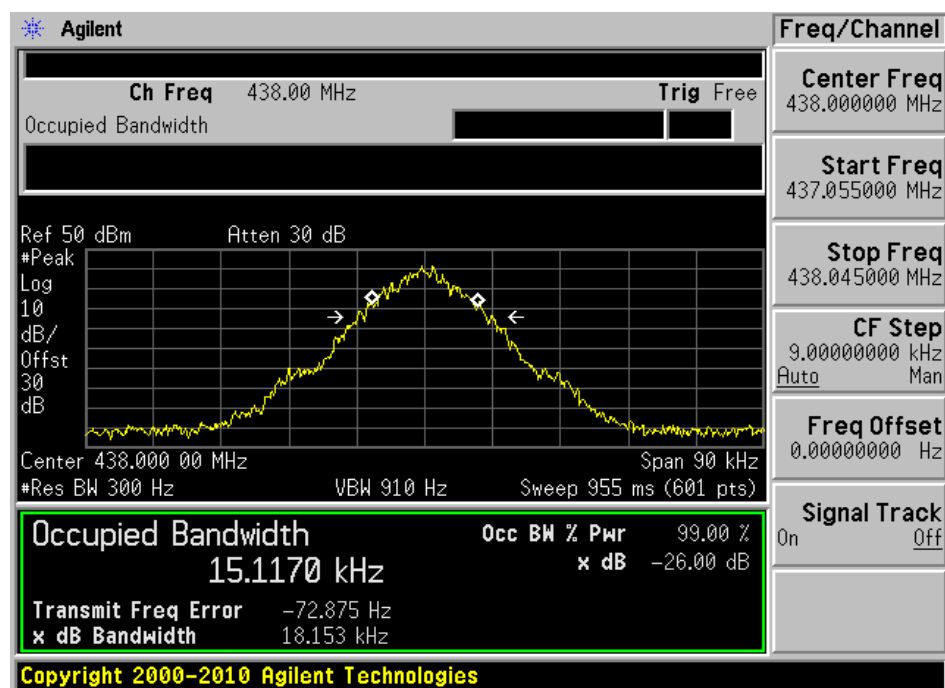 Agilent
Freq/Channel
Ch Freq 438.00 MHz Trig Free
Occupied Bandwidth
Center Freq
438.000000 MHz
Start Freq
437.055000 MHz
Stop Freq
438.045000 MHz
CF Step
9.00000000 kHz
Auto Man
Freq Offset
0.00000000 Hz
Signal Track
On Off
Ref 50 dBm Atten 30 dB
#Peak
Log
10
dB/
Offst
30
dB
Center 438.000 00 MHz Span 90 kHz
#Res BW 300 Hz VBW 910 Hz Sweep 955 ms (601 pts)
Occupied Bandwidth Occ BW % Pwr 99.00 %
15.1170 kHz x dB -26.00 dB
Transmit Freq Error -72.875 Hz
x dB Bandwidth 18.153 kHz
Copyright 2000-2010 Agilent Technologies